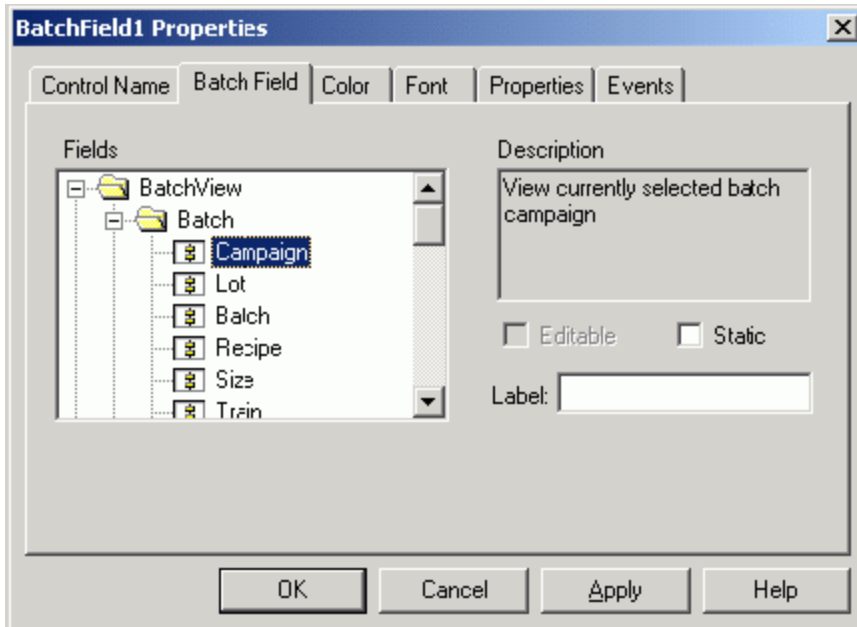 BatchField1 Properties
Control Name Batch Field Color Font Properties Events
Fields
BatchView
Batch
Campaign
Lot
Batch
Recipe
Size
Train
Description
View currently selected batch
campaign
Editable Static
Label:
OK Cancel Apply Help